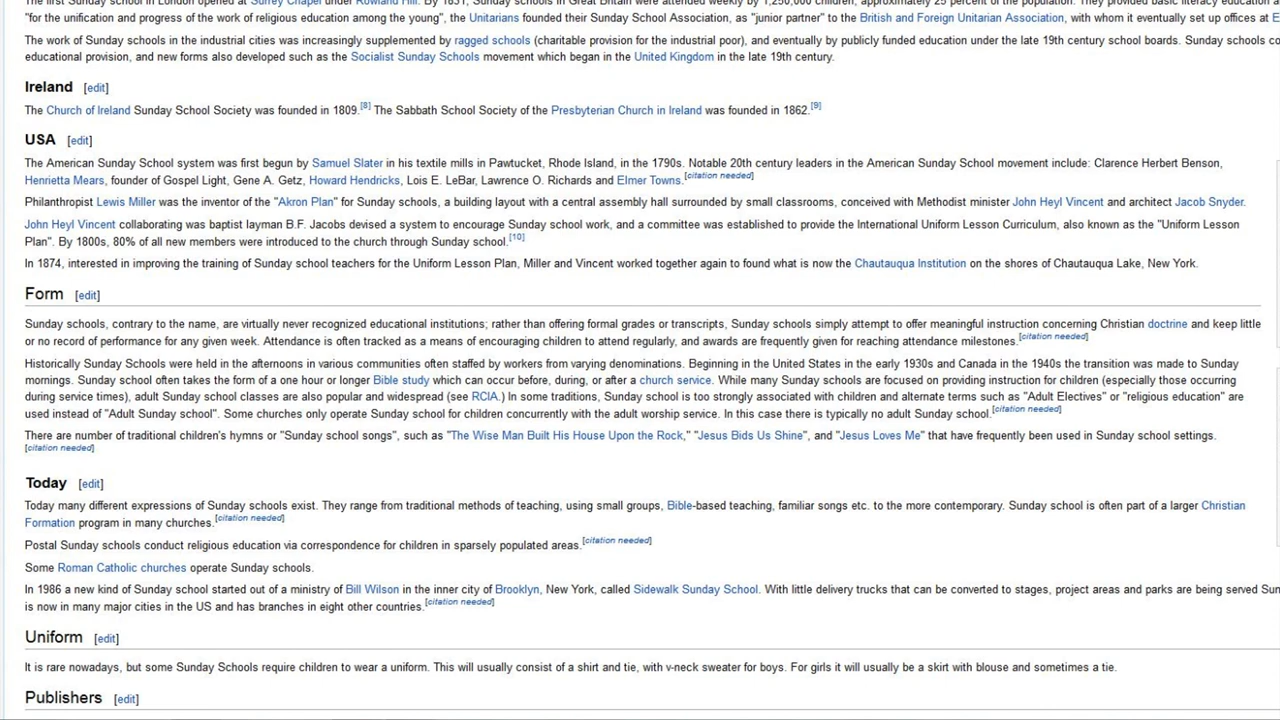 The first Sunday school in London opened at Surrey Chapel under Rowland Hill. By 1831, Sunday schools in Great Britain were attended weekly by 1,250,000 children, approximately 25 percent of the population. They provided basic literacy education
"for the unification and progress of the work of religious education among the young", the Unitarians founded their Sunday School Association, as "junior partner" to the British and Foreign Unitarian Association, with whom it eventually set up offices at
The work of Sunday schools in the industrial cities was increasingly supplemented by ragged schools (charitable provision for the industrial poor), and eventually by publicly funded education under the late 19th century school boards. Sunday schools co
educational provision, and new forms also developed such as the Socialist Sunday Schools movement which began in the United Kingdom in the late 19th century.
Ireland [edit]
The Church of Ireland Sunday School Society was founded in 1809.[8] The Sabbath School Society of the Presbyterian Church in Ireland was founded in 1862.[9]
USA [edit]
The American Sunday School system was first begun by Samuel Slater in his textile mills in Pawtucket, Rhode Island, in the 1790s. Notable 20th century leaders in the American Sunday School movement include: Clarence Herbert Benson,
Henrietta Mears, founder of Gospel Light, Gene A. Getz, Howard Hendricks, Lois E. LeBar, Lawrence O. Richards and Elmer Towns.[citation needed]
Philanthropist Lewis Miller was the inventor of the "Akron Plan" for Sunday schools, a building layout with a central assembly hall surrounded by small classrooms, conceived with Methodist minister John Heyl Vincent and architect Jacob Snyder.
John Heyl Vincent collaborating was baptist layman B.F. Jacobs devised a system to encourage Sunday school work, and a committee was established to provide the International Uniform Lesson Curriculum, also known as the "Uniform Lesson
Plan". By 1800s, 80% of all new members were introduced to the church through Sunday school.[10]
In 1874, interested in improving the training of Sunday school teachers for the Uniform Lesson Plan, Miller and Vincent worked together again to found what is now the Chautauqua Institution on the shores of Chautauqua Lake, New York.
Form [edit]
Sunday schools, contrary to the name, are virtually never recognized educational institutions; rather than offering formal grades or transcripts, Sunday schools simply attempt to offer meaningful instruction concerning Christian doctrine and keep little
or no record of performance for any given week. Attendance is often tracked as a means of encouraging children to attend regularly, and awards are frequently given for reaching attendance milestones.[citation needed]
Historically Sunday Schools were held in the afternoons in various communities often staffed by workers from varying denominations. Beginning in the United States in the early 1930s and Canada in the 1940s the transition was made to Sunday
mornings. Sunday school often takes the form of a one hour or longer Bible study which can occur before, during, or after a church service. While many Sunday schools are focused on providing instruction for children (especially those occurring
during service times), adult Sunday school classes are also popular and widespread (see RCIA.) In some traditions, Sunday school is too strongly associated with children and alternate terms such as "Adult Electives" or "religious education" are
used instead of "Adult Sunday school". Some churches only operate Sunday school for children concurrently with the adult worship service. In this case there is typically no adult Sunday school.[citation needed]
There are number of traditional children's hymns or "Sunday school songs", such as "The Wise Man Built His House Upon the Rock," "Jesus Bids Us Shine", and "Jesus Loves Me" that have frequently been used in Sunday school settings.
[citation needed]
Today [edit]
Today many different expressions of Sunday schools exist. They range from traditional methods of teaching, using small groups, Bible-based teaching, familiar songs etc. to the more contemporary. Sunday school is often part of a larger Christian
Formation program in many churches.[citation needed]
Postal Sunday schools conduct religious education via correspondence for children in sparsely populated areas.[citation needed]
Some Roman Catholic churches operate Sunday schools.
In 1986 a new kind of Sunday school started out of a ministry of Bill Wilson in the inner city of Brooklyn, New York, called Sidewalk Sunday School. With little delivery trucks that can be converted to stages, project areas and parks are being served Sun
is now in many major cities in the US and has branches in eight other countries.[citation needed]
Uniform [edit]
It is rare nowadays, but some Sunday Schools require children to wear a uniform. This will usually consist of a shirt and tie, with v-neck sweater for boys. For girls it will usually be a skirt with blouse and sometimes a tie.
Publishers [edit]